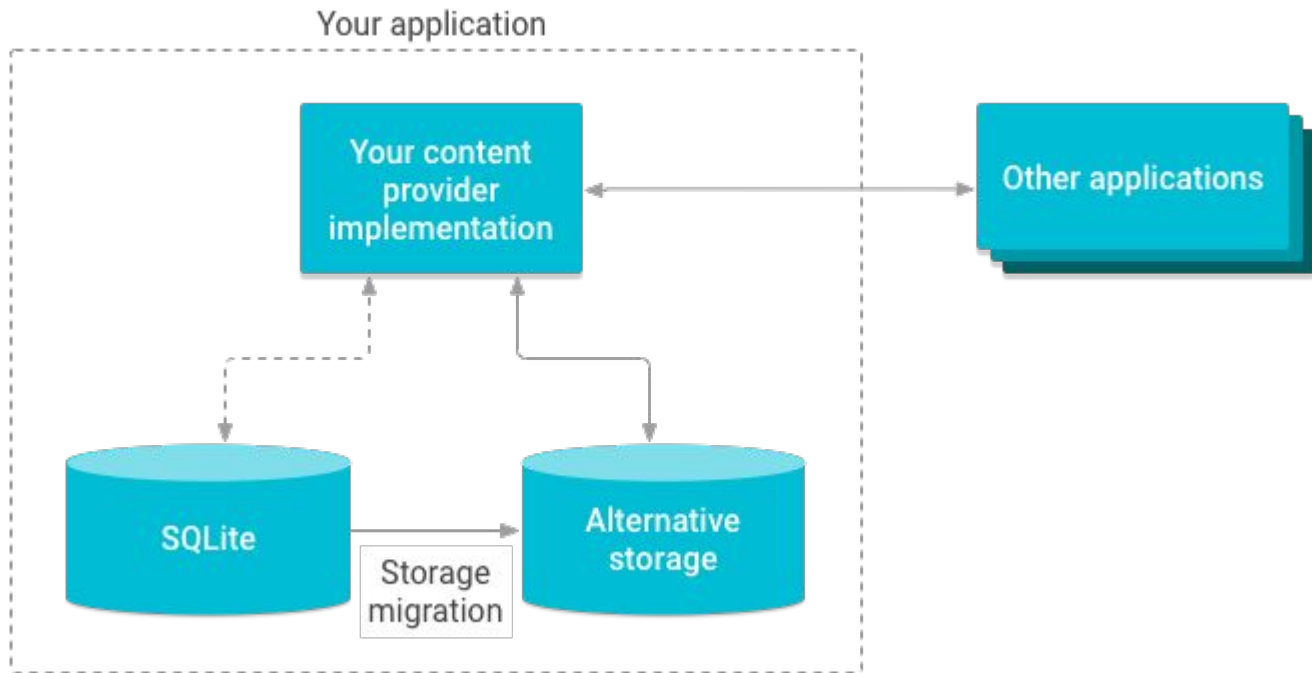 Your application
Your content
provider
implementation
Other applications
SQLite
Alternative
storage
Storage
migration